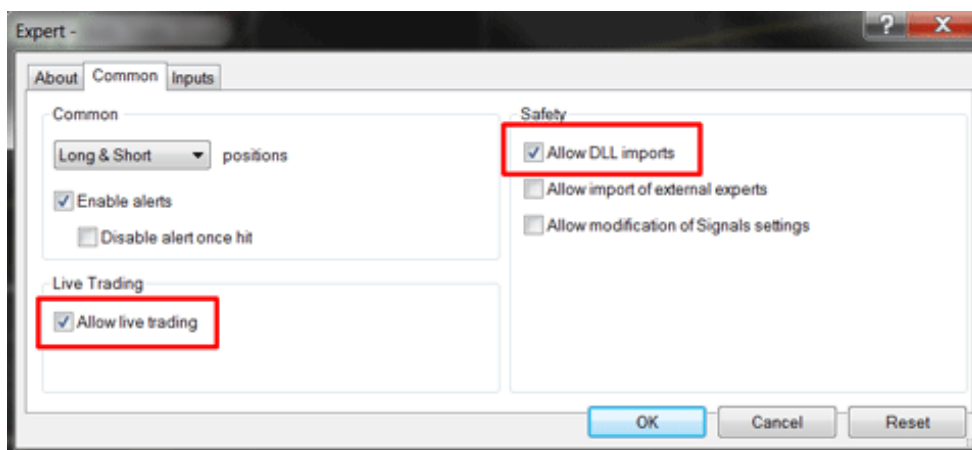 Expert -
?
X
About Common Inputs
Common
Long & Short positions
Enable alerts
Disable alert once hit
Live Trading
Allow live trading
Safety
Allow DLL imports
Allow import of external experts
Allow modification of Signals settings
OK Cancel Reset